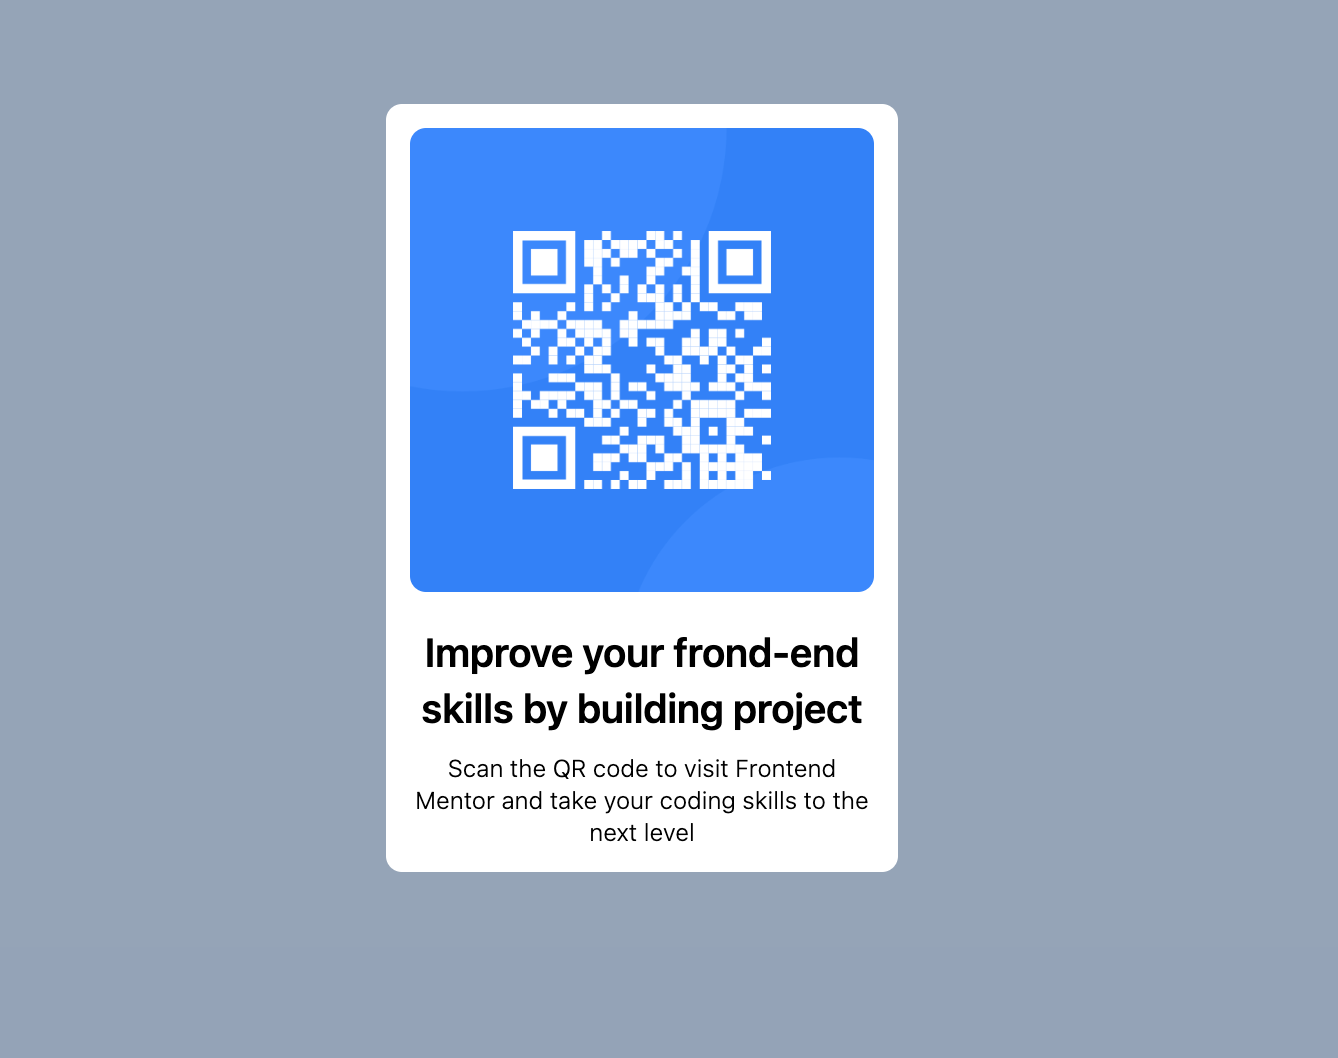 Improve your frond-end
skills by building project
Scan the QR code to visit Frontend
Mentor and take your coding skills to the
next level